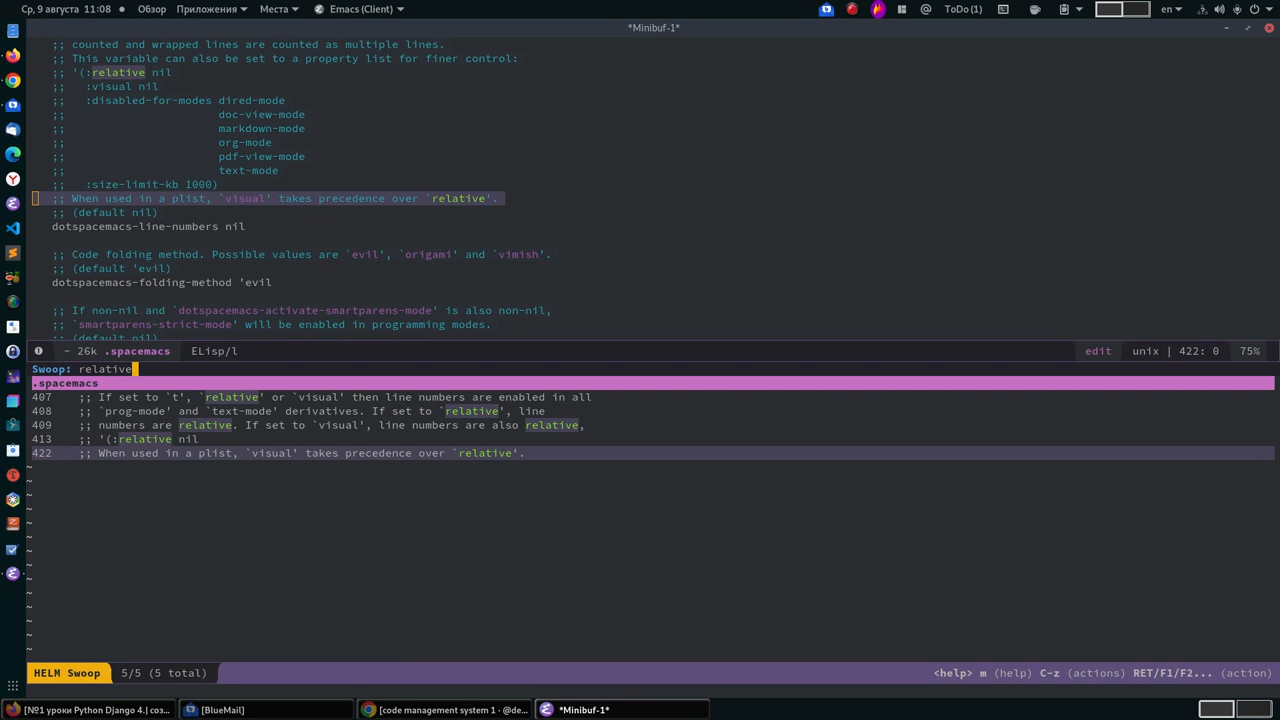 Ср, 9 августа 11:08 Обзор Приложения Места Emacs (Client) ToDo (1) en
*Minibuf-1*
;; counted and wrapped lines are counted as multiple lines.
;; This variable can also be set to a property list for finer control:
;; '(:relative nil
;;   :visual nil
;;   :disabled-for-modes dired-mode
;;                       doc-view-mode
;;                       markdown-mode
;;                       org-mode
;;                       pdf-view-mode
;;                       text-mode
;;   :size-limit-kb 1000)
;; When used in a plist, `visual' takes precedence over `relative'.
;; (default nil)
dotspacemacs-line-numbers nil
;; Code folding method. Possible values are `evil', `origami' and `vimish'.
;; (default 'evil)
dotspacemacs-folding-method 'evil
;; If non-nil and `dotspacemacs-activate-smartparens-mode' is also non-nil,
;; `smartparens-strict-mode' will be enabled in programming modes.
;; (default nil)
- 26k .spacemacs ELisp/l edit unix | 422: 0 75%
Swoop: relative
.spacemacs
407 ;; If set to `t', `relative' or `visual' then line numbers are enabled in all
408 ;; `prog-mode' and `text-mode' derivatives. If set to `relative', line
409 ;; numbers are relative. If set to `visual', line numbers are also relative,
413 ;; '(:relative nil
422 ;; When used in a plist, `visual' takes precedence over `relative'.
~
~
~
~
~
~
~
~
~
~
~
~
~
HELM Swoop 5/5 (5 total) <help> m (help) C-z (actions) RET/F1/F2... (action)
[№1 уроки Python Django 4.| соз... [BlueMail] [code management system 1 · @de... *Minibuf-1*